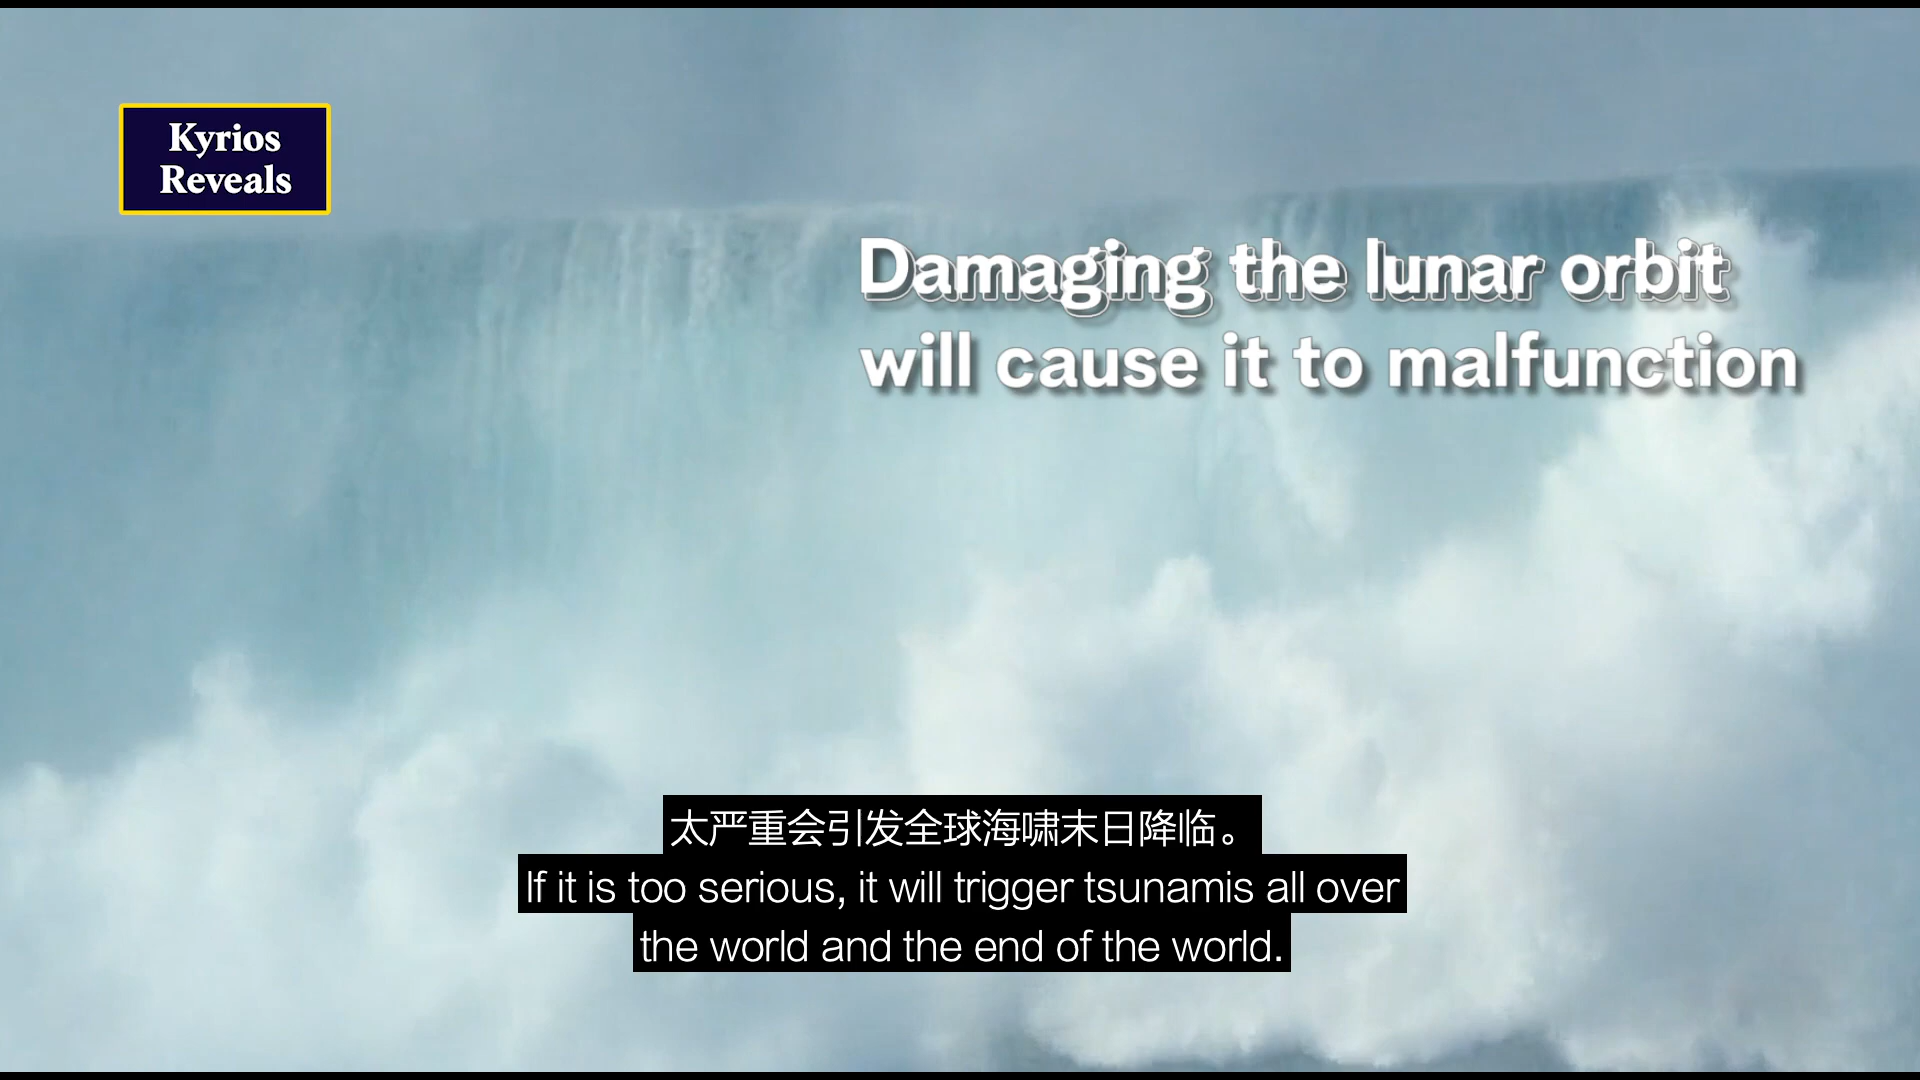 Kyrios
Reveals
Damaging the lunar orbit
will cause it to malfunction
太严重会引发全球海啸末日降临。
If it is too serious, it will trigger tsunamis all over
the world and the end of the world.